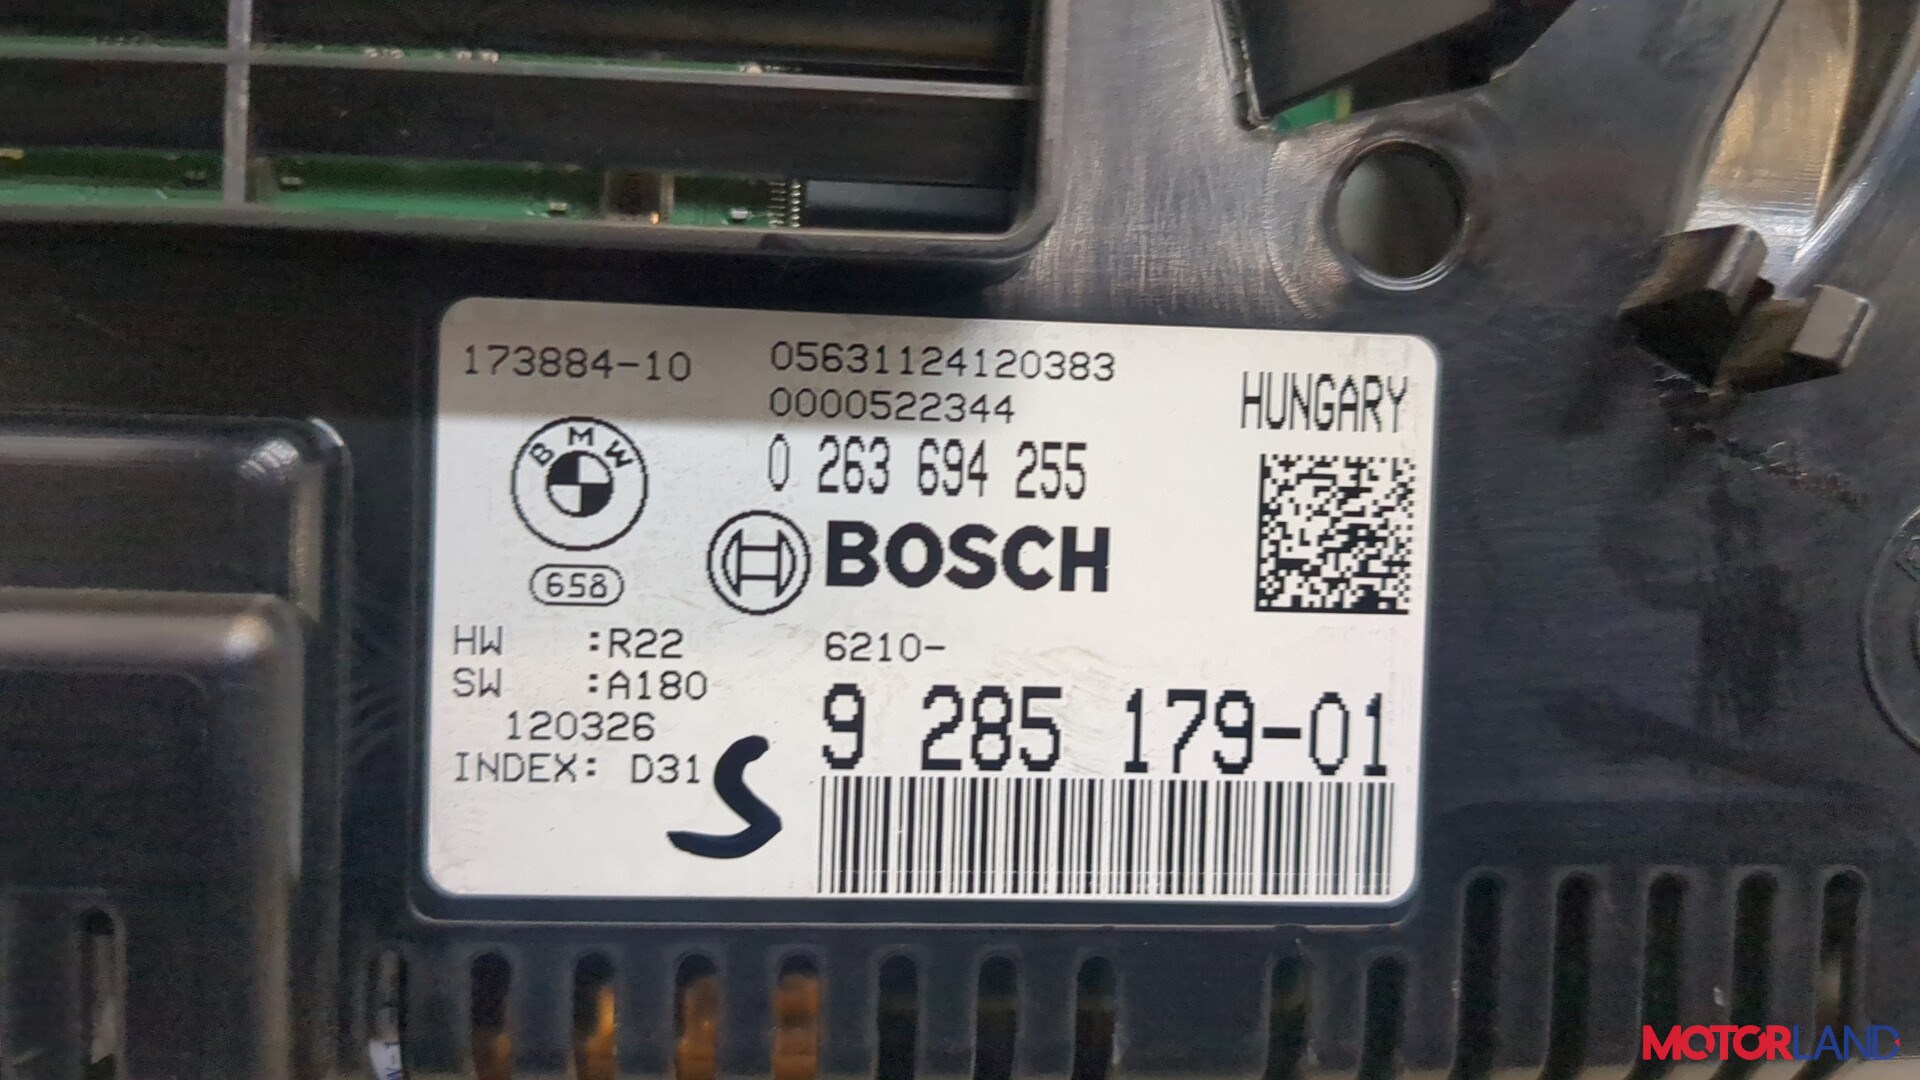 173884-10
05631124120383
0000522344
HUNGARY
0 263 694 255
BMW
BOSCH
658
HW :R22
6210-
SW :A180
120326
9 285 179-01
INDEX: D31
S
MOTORLAND